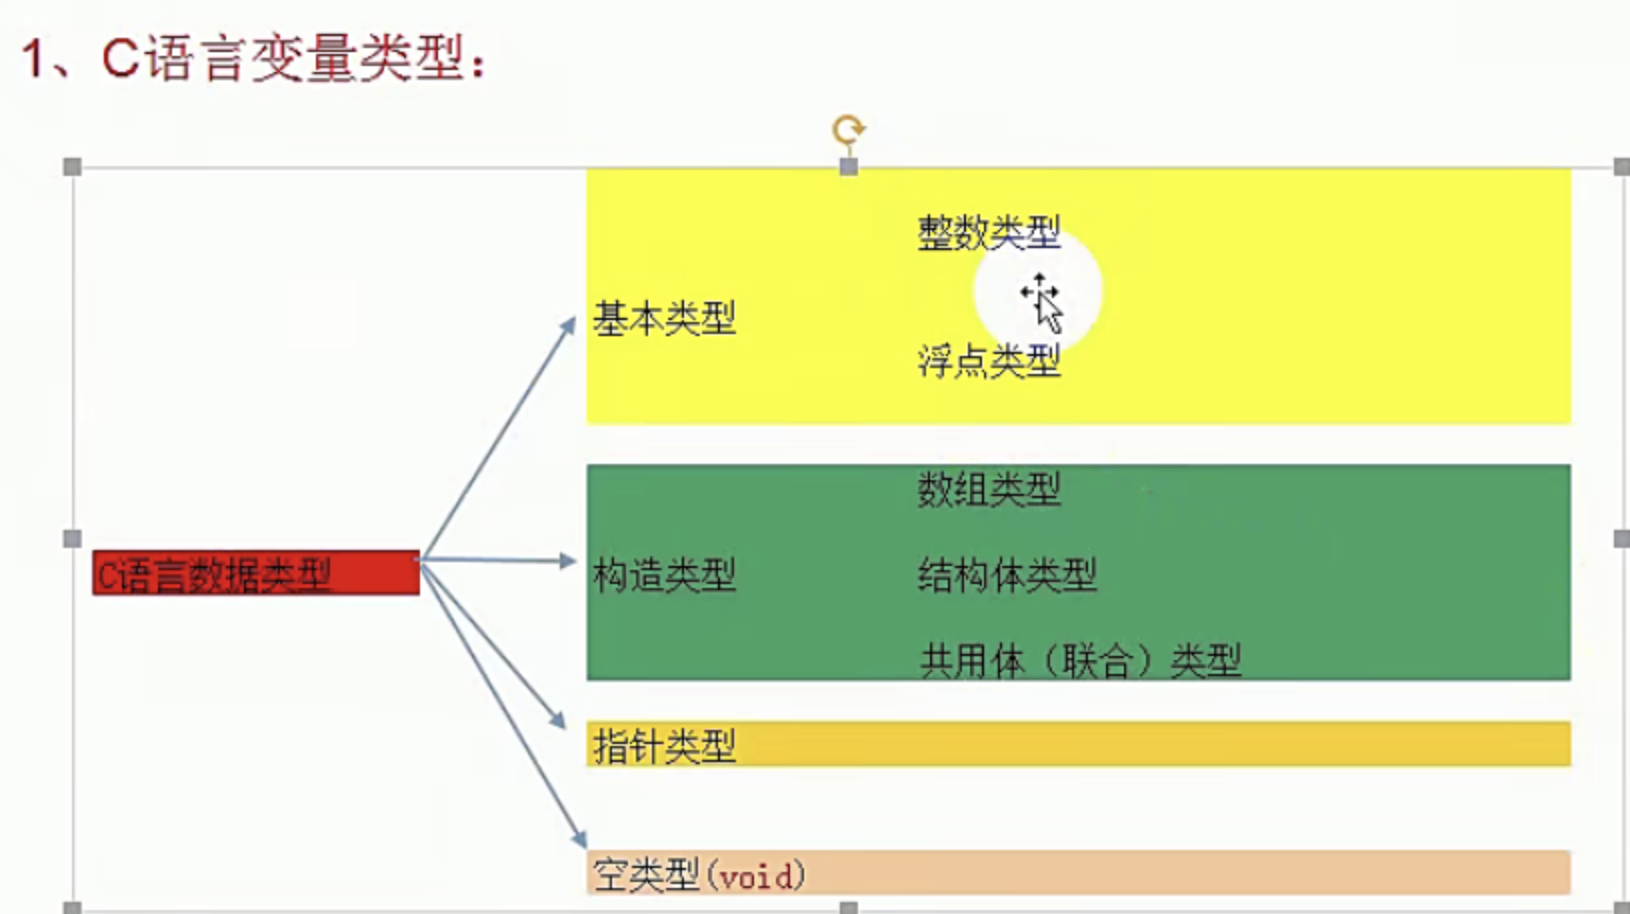 1、C语言变量类型：
整数类型
基本类型
浮点类型
数组类型
C语言数据类型
构造类型
结构体类型
共用体（联合）类型
指针类型
空类型(void)